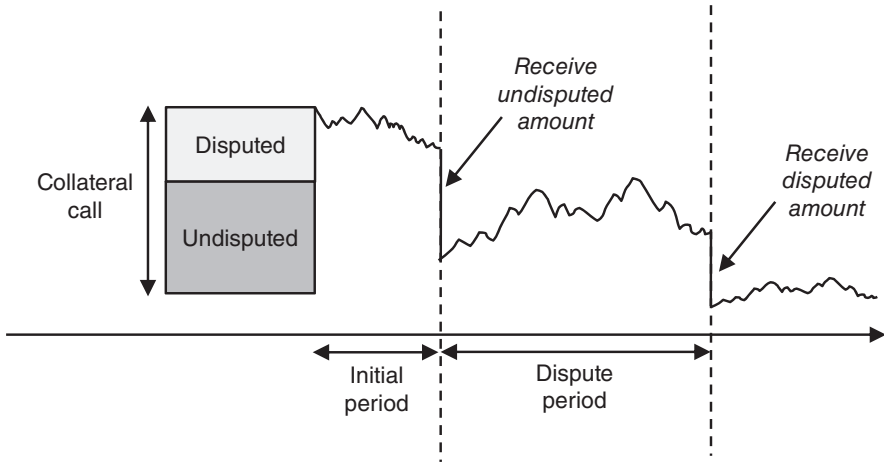 Receive
undisputed
amount
Receive
disputed
amount
Disputed
Collateral
call
Undisputed
Initial
period
Dispute
period